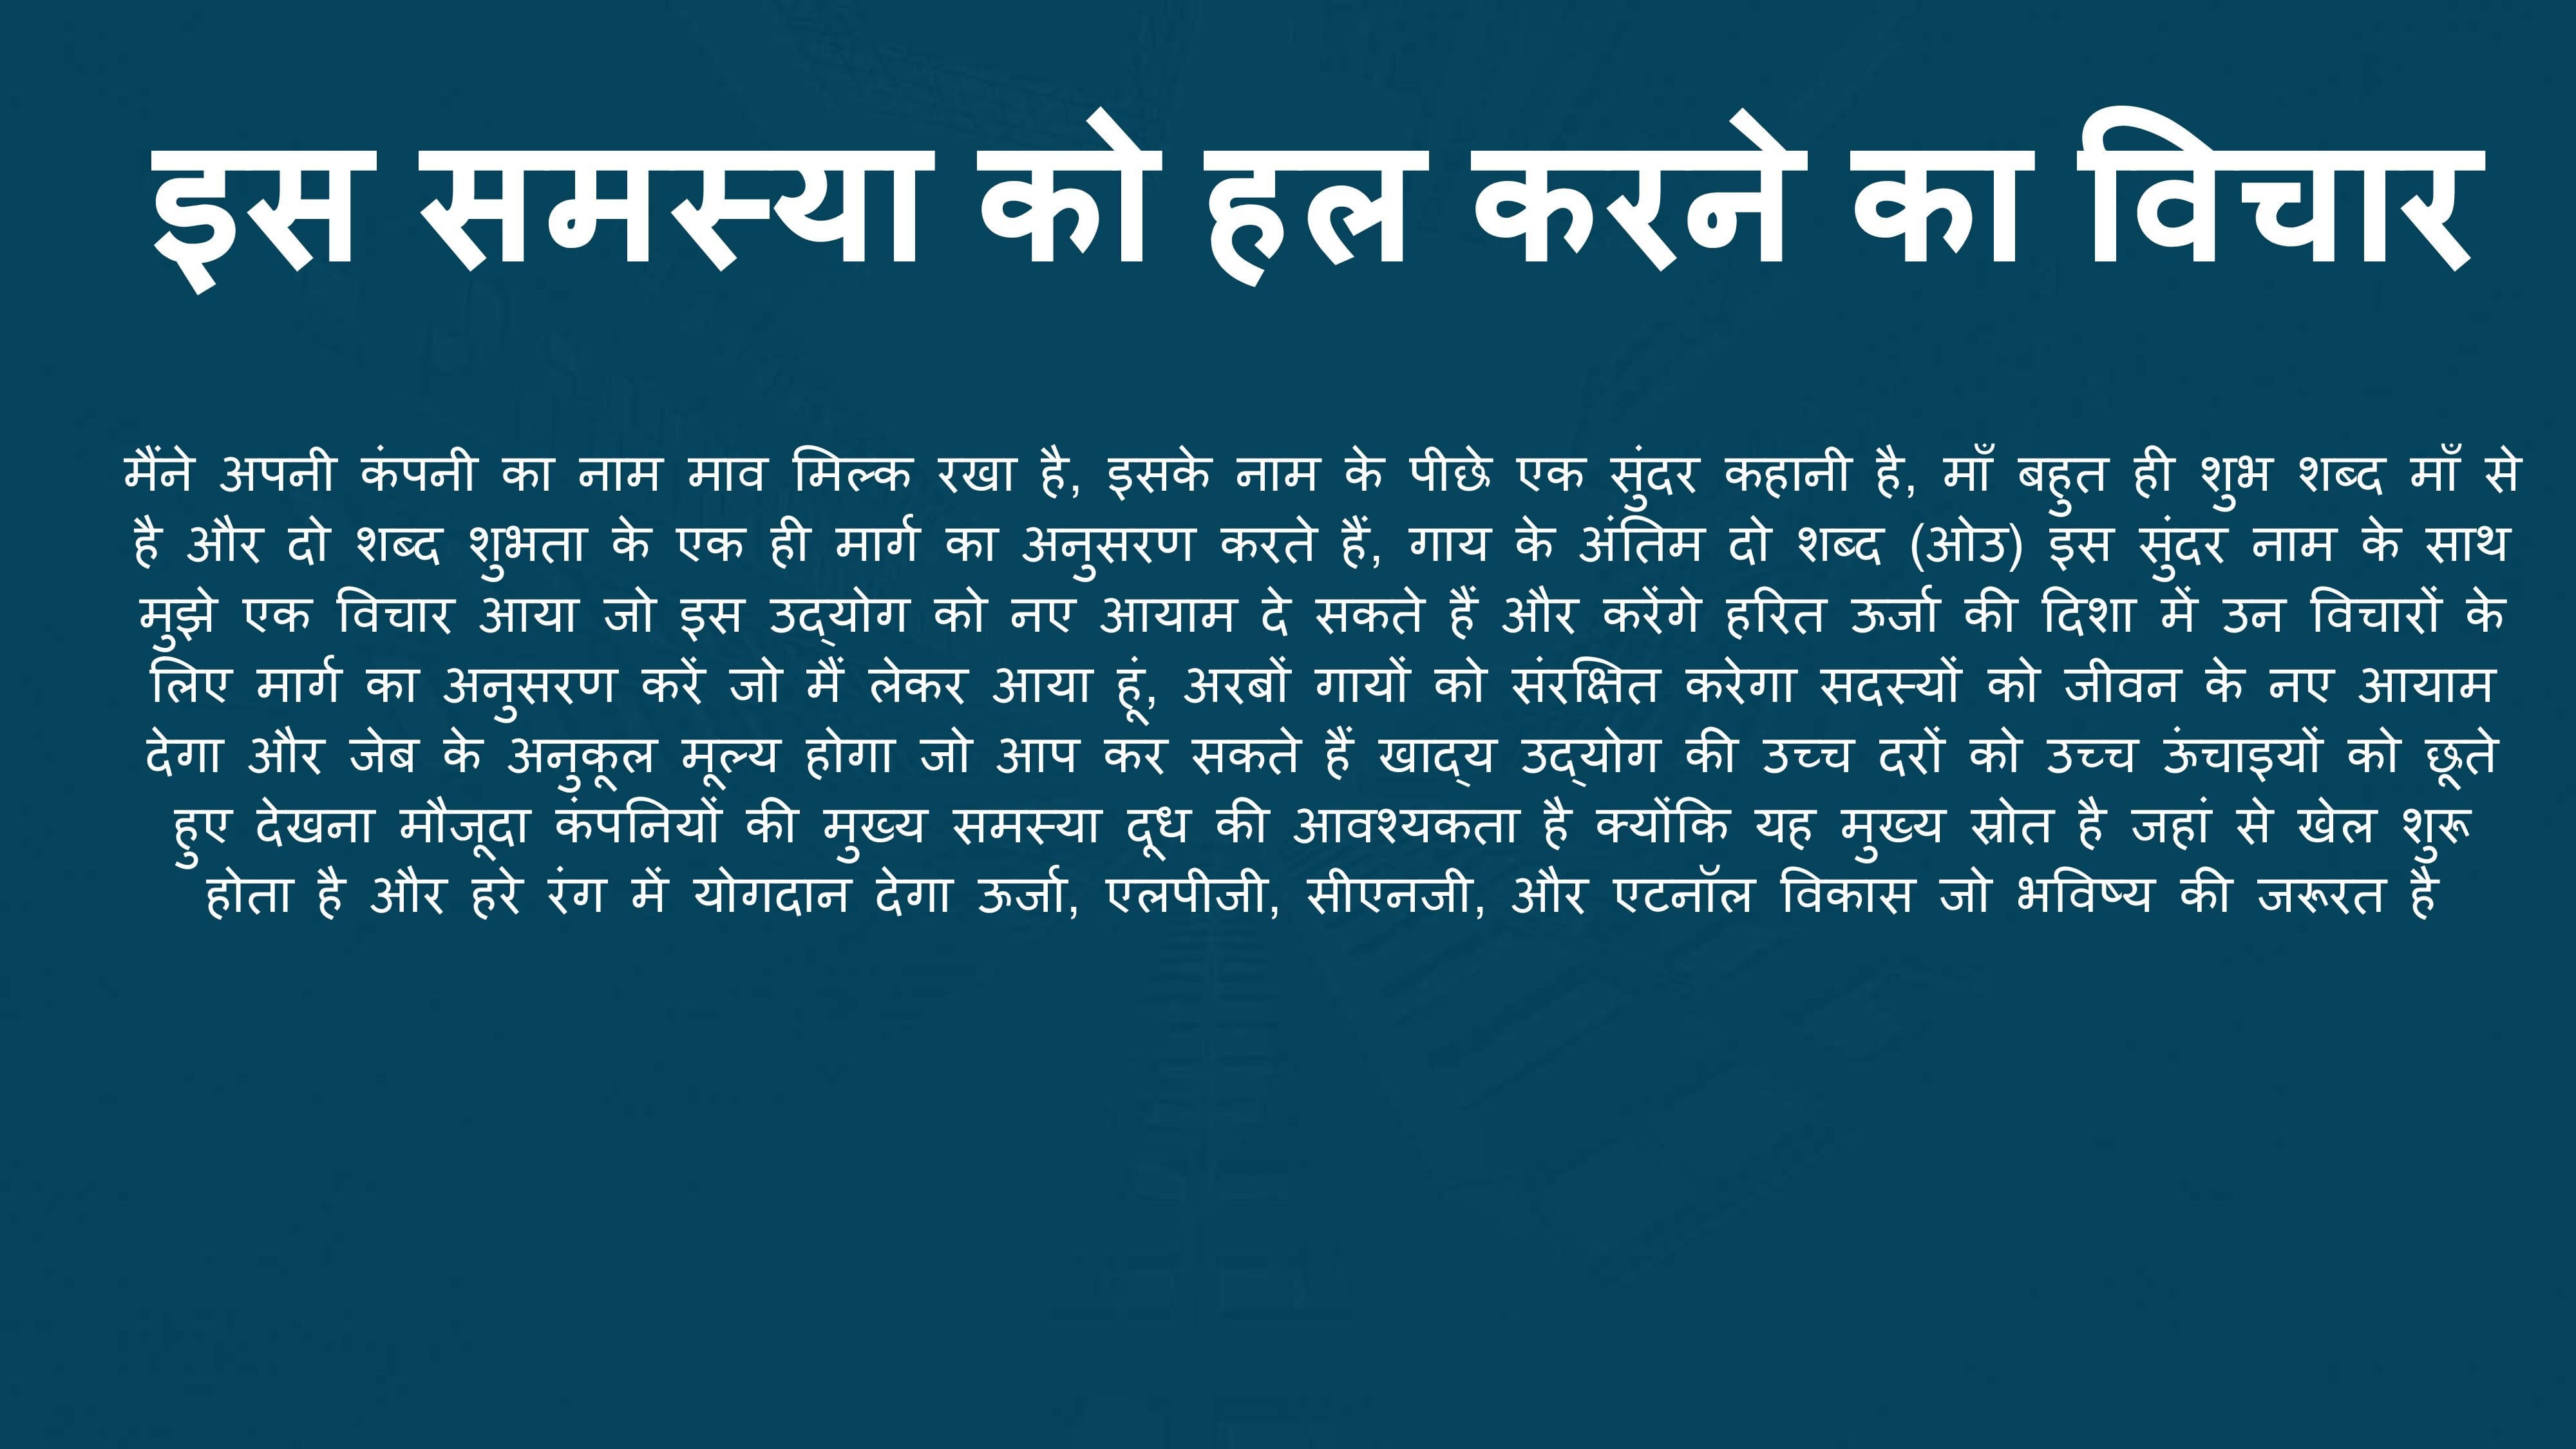 इस समस्या को हल करने का विचार
मैंने अपनी कंपनी का नाम माव मिल्क रखा है, इसके नाम के पीछे एक सुंदर कहानी है, माँ बहुत ही शुभ शब्द माँ से
है और दो शब्द शुभता के एक ही मार्ग का अनुसरण करते हैं, गाय के अंतिम दो शब्द (ओउ) इस सुंदर नाम के साथ
मुझे एक विचार आया जो इस उद्योग को नए आयाम दे सकते हैं और करेंगे हरित ऊर्जा की दिशा में उन विचारों के
लिए मार्ग का अनुसरण करें जो मैं लेकर आया हूं, अरबों गायों को संरक्षित करेगा सदस्यों को जीवन के नए आयाम
देगा और जेब के अनुकूल मूल्य होगा जो आप कर सकते हैं खाद्य उद्योग की उच्च दरों को उच्च ऊंचाइयों को छूते
हुए देखना मौजूदा कंपनियों की मुख्य समस्या दूध की आवश्यकता है क्योंकि यह मुख्य स्रोत है जहां से खेल शुरू
होता है और हरे रंग में योगदान देगा ऊर्जा, एलपीजी, सीएनजी, और एटनॉल विकास जो भविष्य की जरूरत है